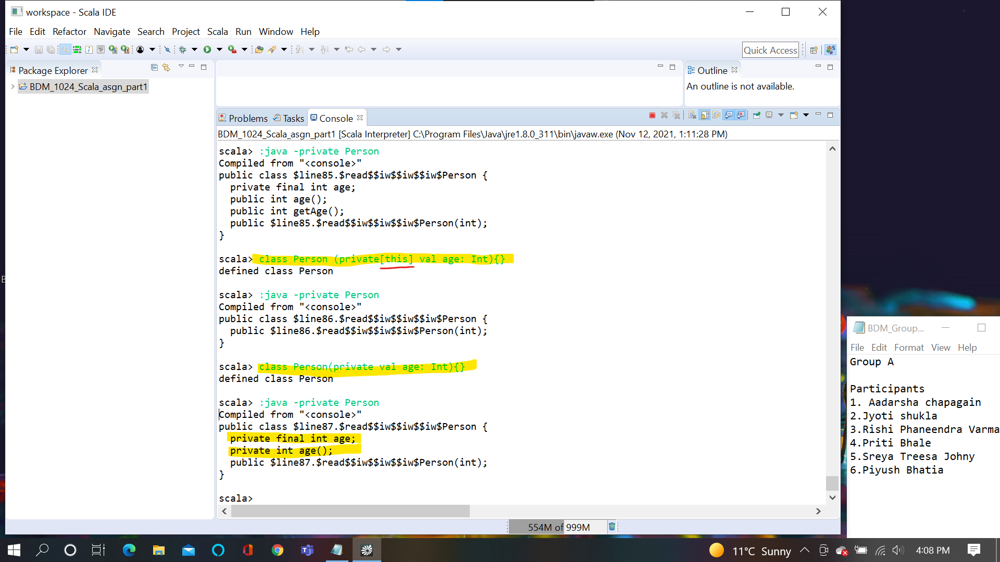 workspace - Scala IDE
File Edit Refactor Navigate Search Project Scala Run Window Help
Quick Access
Package Explorer
BDM_1024_Scala_asgn_part1
Outline
An outline is not available.
Problems Tasks Console
BDM_1024_Scala_asgn_part1 [Scala Interpreter] C:\Program Files\Java\jre1.8.0_311\bin\javaw.exe (Nov 12, 2021, 1:11:28 PM)
scala> :java -private Person
Compiled from "<console>"
public class $line85.$read$$iw$$iw$$iw$Person {
  private final int age;
  public int age();
  public int getAge();
  public $line85.$read$$iw$$iw$$iw$Person(int);
}
scala> class Person (private[this] val age: Int){}
defined class Person
scala> :java -private Person
Compiled from "<console>"
public class $line86.$read$$iw$$iw$$iw$Person {
  public $line86.$read$$iw$$iw$$iw$Person(int);
}
scala> class Person(private val age: Int){}
defined class Person
scala> :java -private Person
Compiled from "<console>"
public class $line87.$read$$iw$$iw$$iw$Person {
  private final int age;
  private int age();
  public $line87.$read$$iw$$iw$$iw$Person(int);
}
scala>
554M of 999M
BDM_Group...
File Edit Format View Help
Group A
Participants
1. Aadarsha chapagain
2.Jyoti shukla
3.Rishi Phaneendra Varma
4.Priti Bhale
5.Sreya Treesa Johny
6.Piyush Bhatia
11°C Sunny
4:08 PM